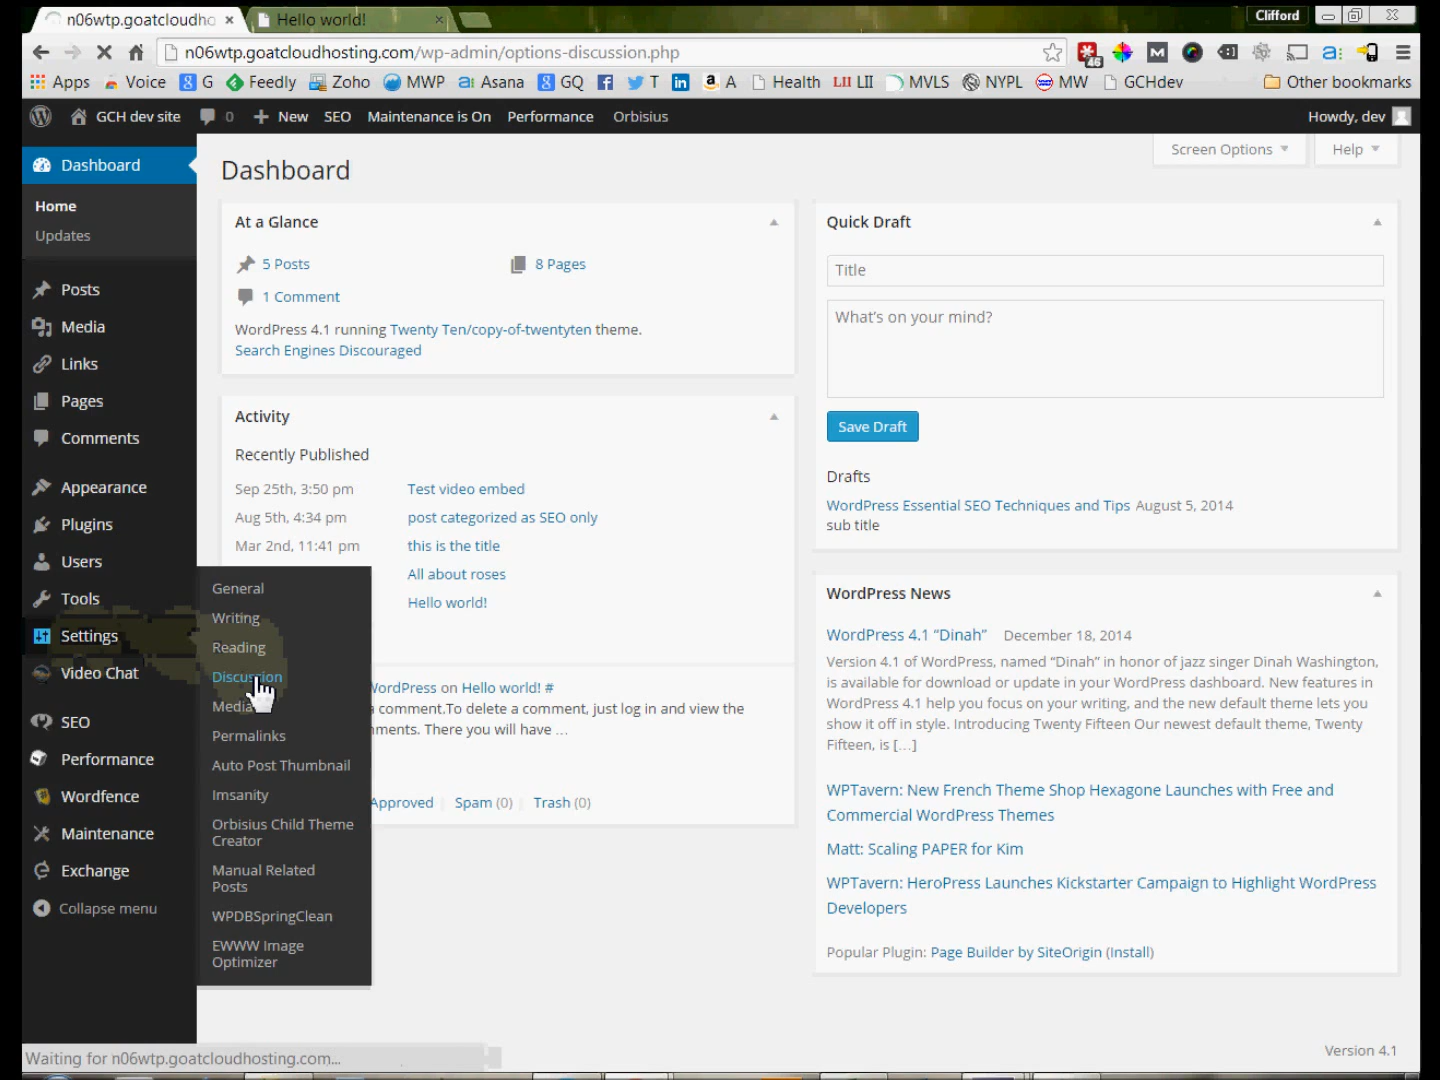 n06wtp.goatcloudho
Hello world!
Clifford
n06wtp.goatcloudhosting.com/wp-admin/options-discussion.php
46
Apps Voice G Feedly Zoho MWP Asana GQ T A Health LII LII MVLS NYPL MW GCHdev Other bookmarks
GCH dev site 0 New SEO Maintenance is On Performance Orbisius Howdy, dev
Screen Options Help
Dashboard
Home
Updates
Posts
Media
Links
Pages
Comments
Appearance
Plugins
Users
Tools
Settings
Video Chat
SEO
Performance
Wordfence
Maintenance
Exchange
Collapse menu
General
Writing
Reading
Discussion
Media
Permalinks
Auto Post Thumbnail
Imsanity
Orbisius Child Theme
Creator
Manual Related
Posts
WPDBSpringClean
EWWW Image
Optimizer
Dashboard
At a Glance
5 Posts 8 Pages
1 Comment
WordPress 4.1 running Twenty Ten/copy-of-twentyten theme.
Search Engines Discouraged
Activity
Recently Published
Sep 25th, 3:50 pm Test video embed
Aug 5th, 4:34 pm post categorized as SEO only
Mar 2nd, 11:41 pm this is the title
All about roses
Hello world!
WordPress on Hello world! #
a comment.To delete a comment, just log in and view the
ments. There you will have …
Approved Spam (0) Trash (0)
Quick Draft
Title
What's on your mind?
Save Draft
Drafts
WordPress Essential SEO Techniques and Tips August 5, 2014
sub title
WordPress News
WordPress 4.1 “Dinah” December 18, 2014
Version 4.1 of WordPress, named “Dinah” in honor of jazz singer Dinah Washington,
is available for download or update in your WordPress dashboard. New features in
WordPress 4.1 help you focus on your writing, and the new default theme lets you
show it off in style. Introducing Twenty Fifteen Our newest default theme, Twenty
Fifteen, is […]
WPTavern: New French Theme Shop Hexagone Launches with Free and
Commercial WordPress Themes
Matt: Scaling PAPER for Kim
WPTavern: HeroPress Launches Kickstarter Campaign to Highlight WordPress
Developers
Popular Plugin: Page Builder by SiteOrigin (Install)
Version 4.1
Waiting for n06wtp.goatcloudhosting.com...